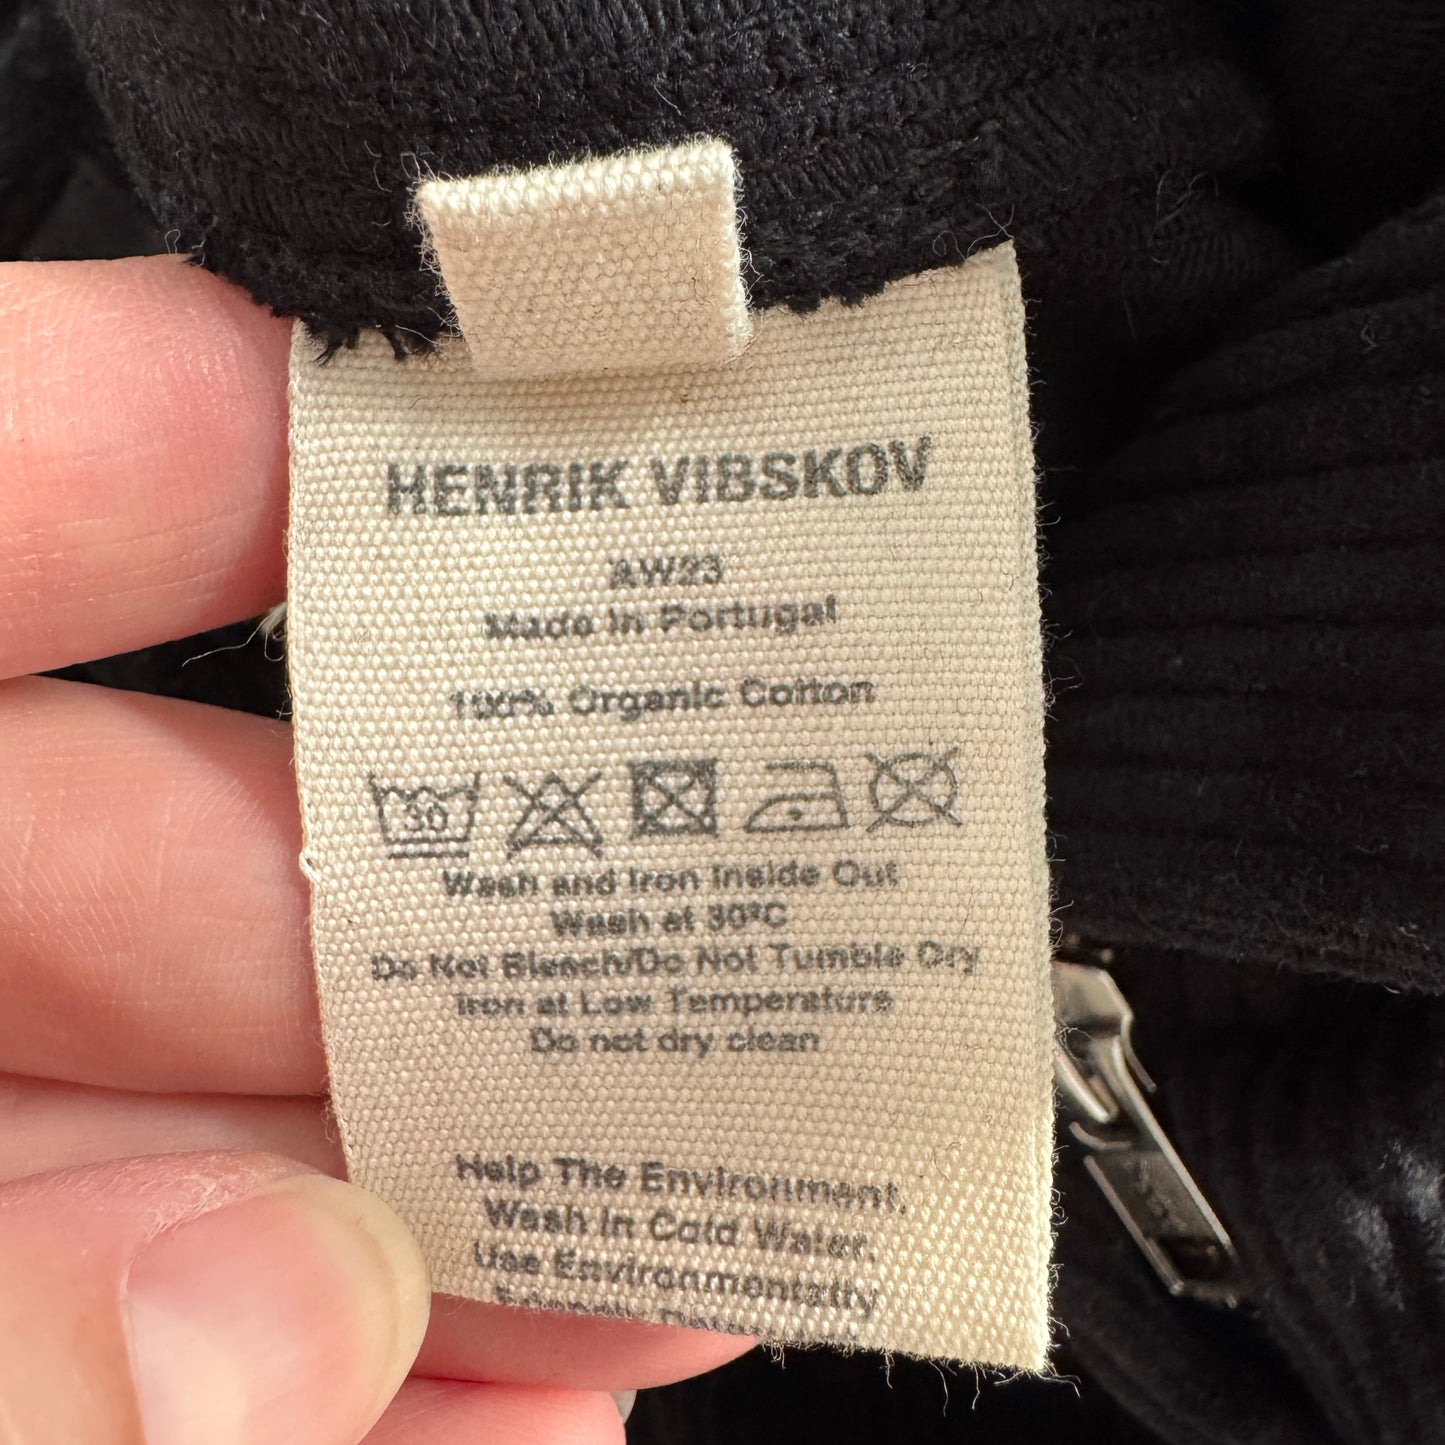 HENRIK VIBSKOV
AW23
Made in Portugal
100% Organic Cotton
30
Wash and Iron Inside Out
Wash at 30ºC
Do Not Bleach/Do Not Tumble Dry
Iron at Low Temperature
Do not dry clean
Help The Environment,
Wash in Cold Water.
Use Environmentally
Friendly